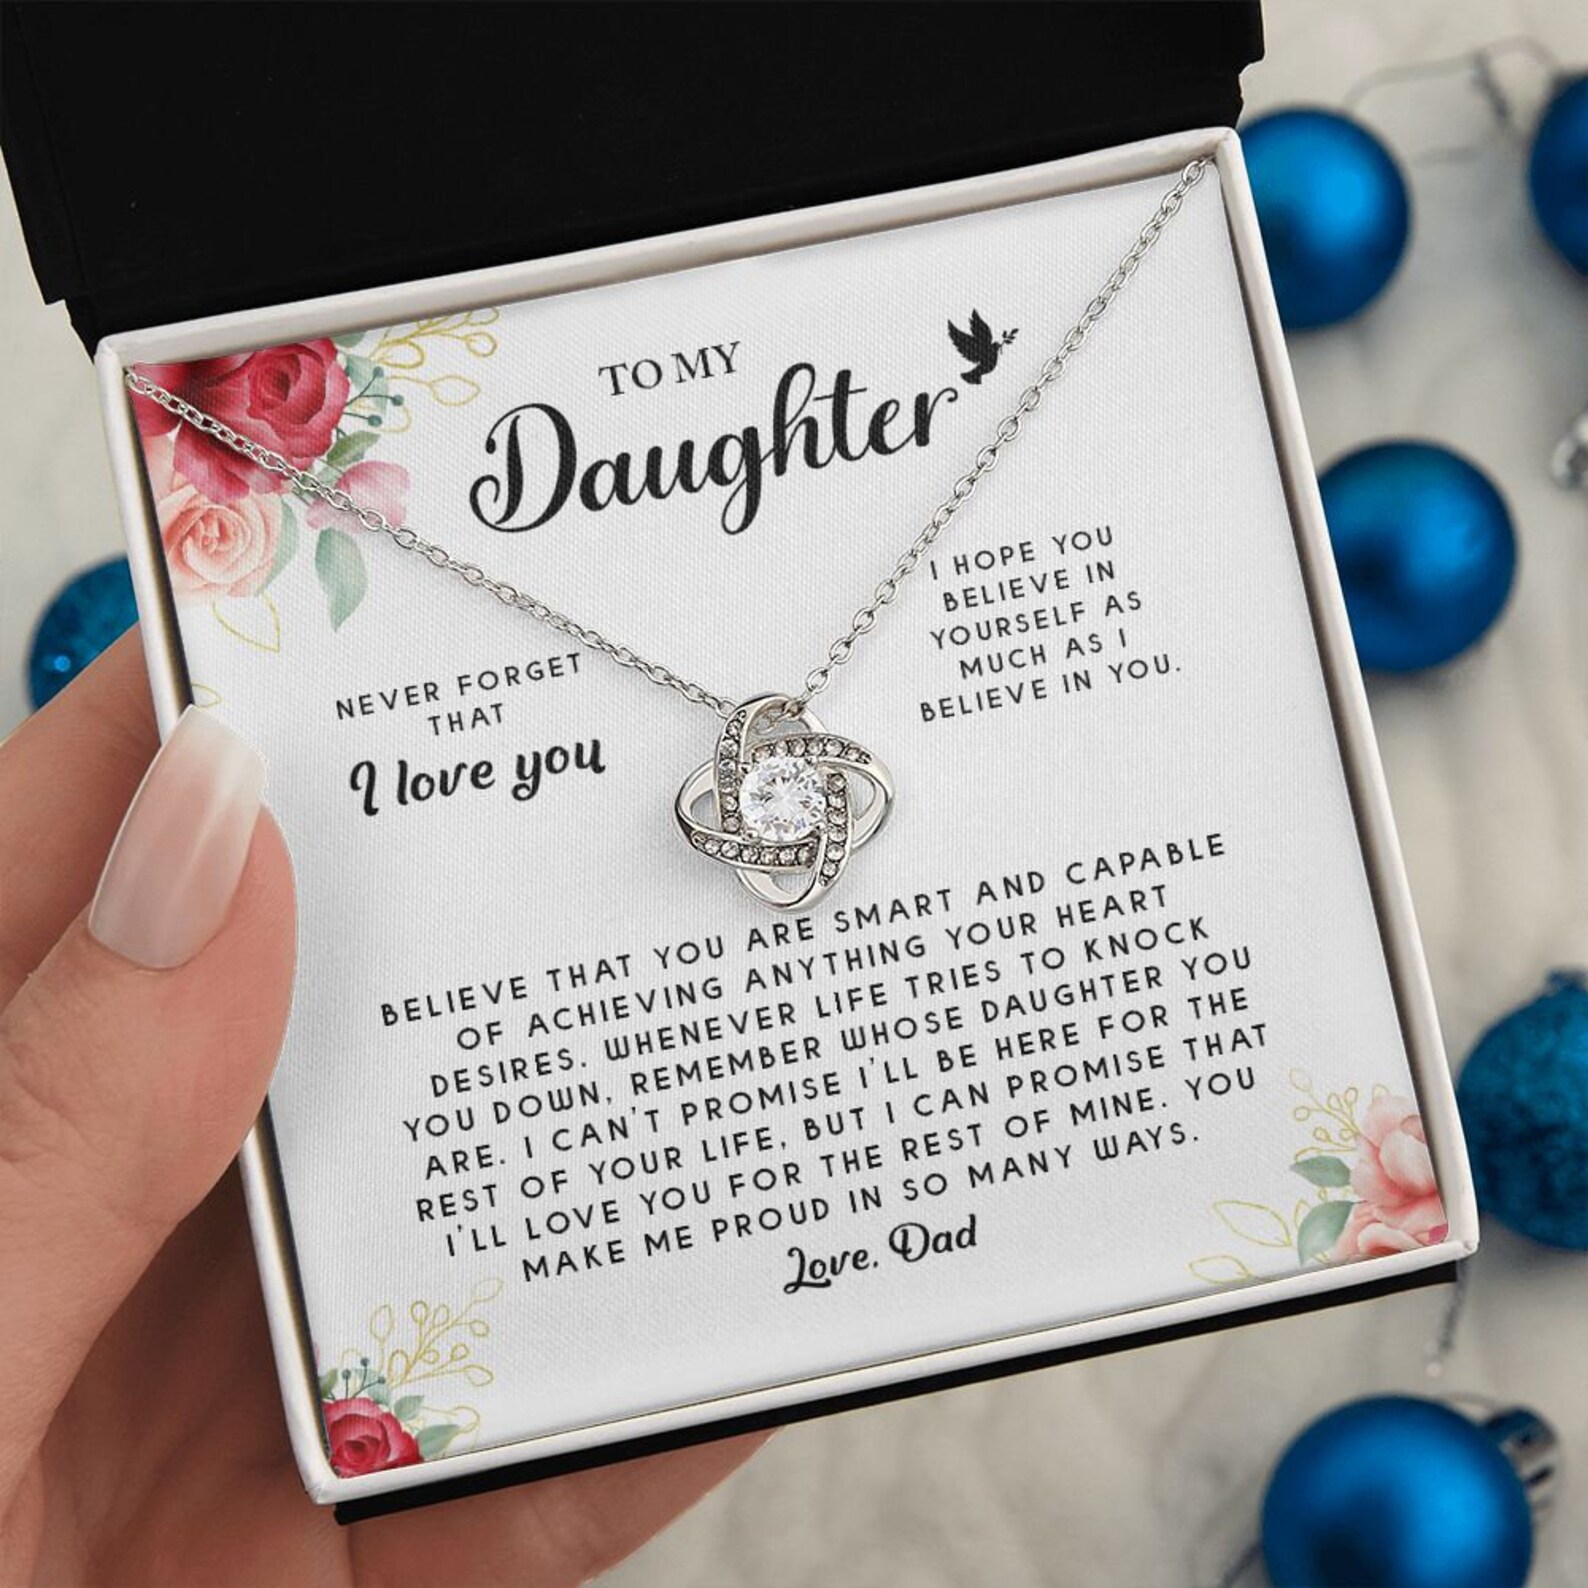 TO MY
Daughter
NEVER FORGET
THAT
I love you
I HOPE YOU
BELIEVE IN
YOURSELF AS
MUCH AS I
BELIEVE IN YOU.
BELIEVE THAT YOU ARE SMART AND CAPABLE
OF ACHIEVING ANYTHING YOUR HEART
DESIRES. WHENEVER LIFE TRIES TO KNOCK
YOU DOWN, REMEMBER WHOSE DAUGHTER YOU
ARE. I CAN'T PROMISE I'LL BE HERE FOR THE
REST OF YOUR LIFE, BUT I CAN PROMISE THAT
I'LL LOVE YOU FOR THE REST OF MINE. YOU
MAKE ME PROUD IN SO MANY WAYS.
Love, Dad